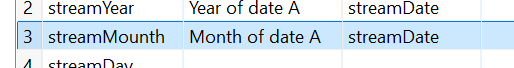 2 streamYear Year of date A streamDate
3 streamMounth Month of date A streamDate
4 streamDay